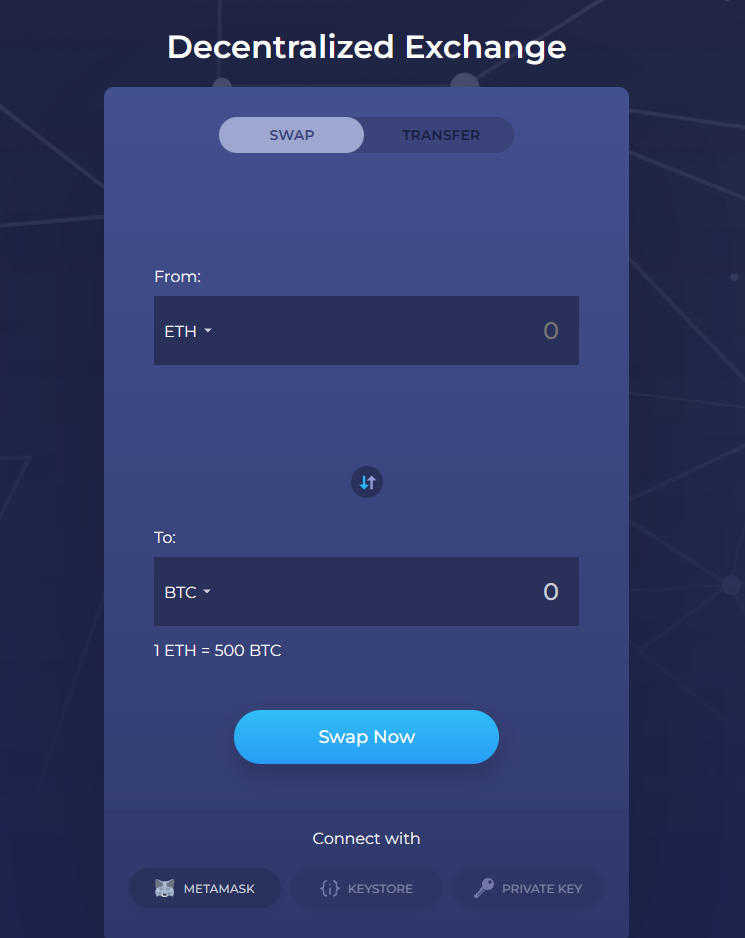 Decentralized Exchange
SWAP TRANSFER
From:
ETH 0
To:
BTC 0
1 ETH = 500 BTC
Swap Now
Connect with
METAMASK {i} KEYSTORE PRIVATE KEY